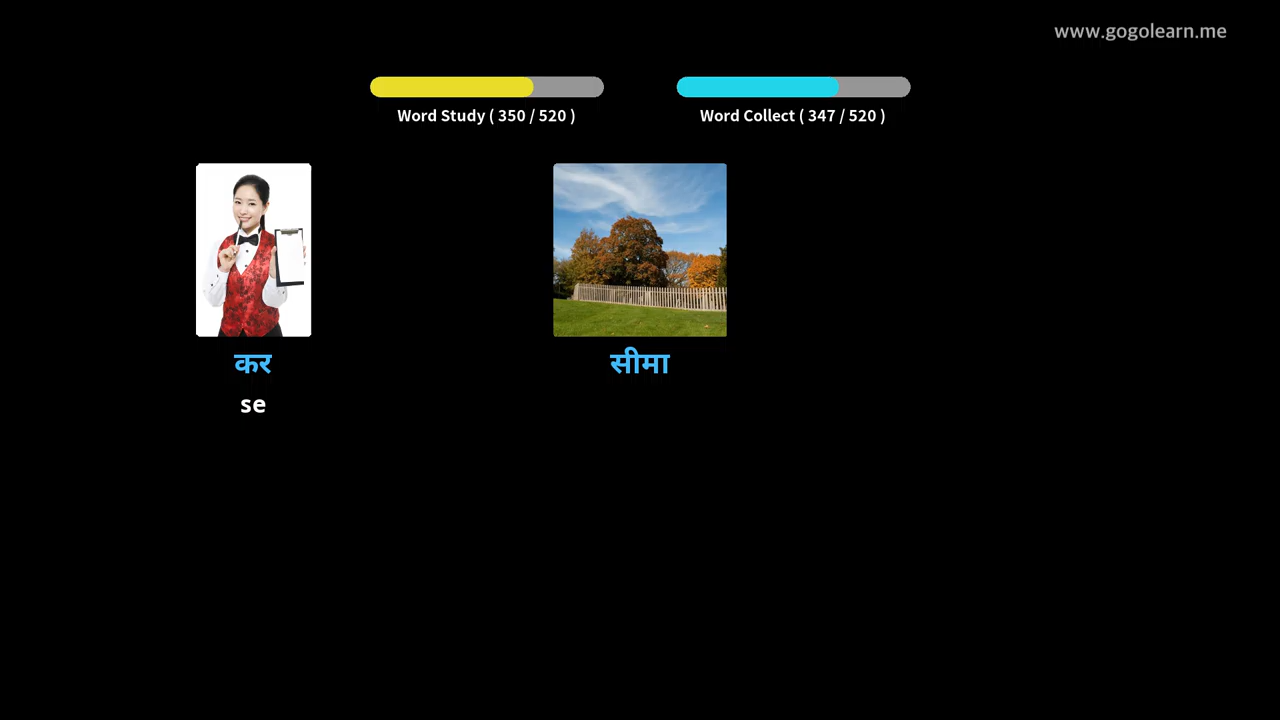 www.gogolearn.me
Word Study ( 350 / 520 )
Word Collect ( 347 / 520 )
कर
सीमा
se